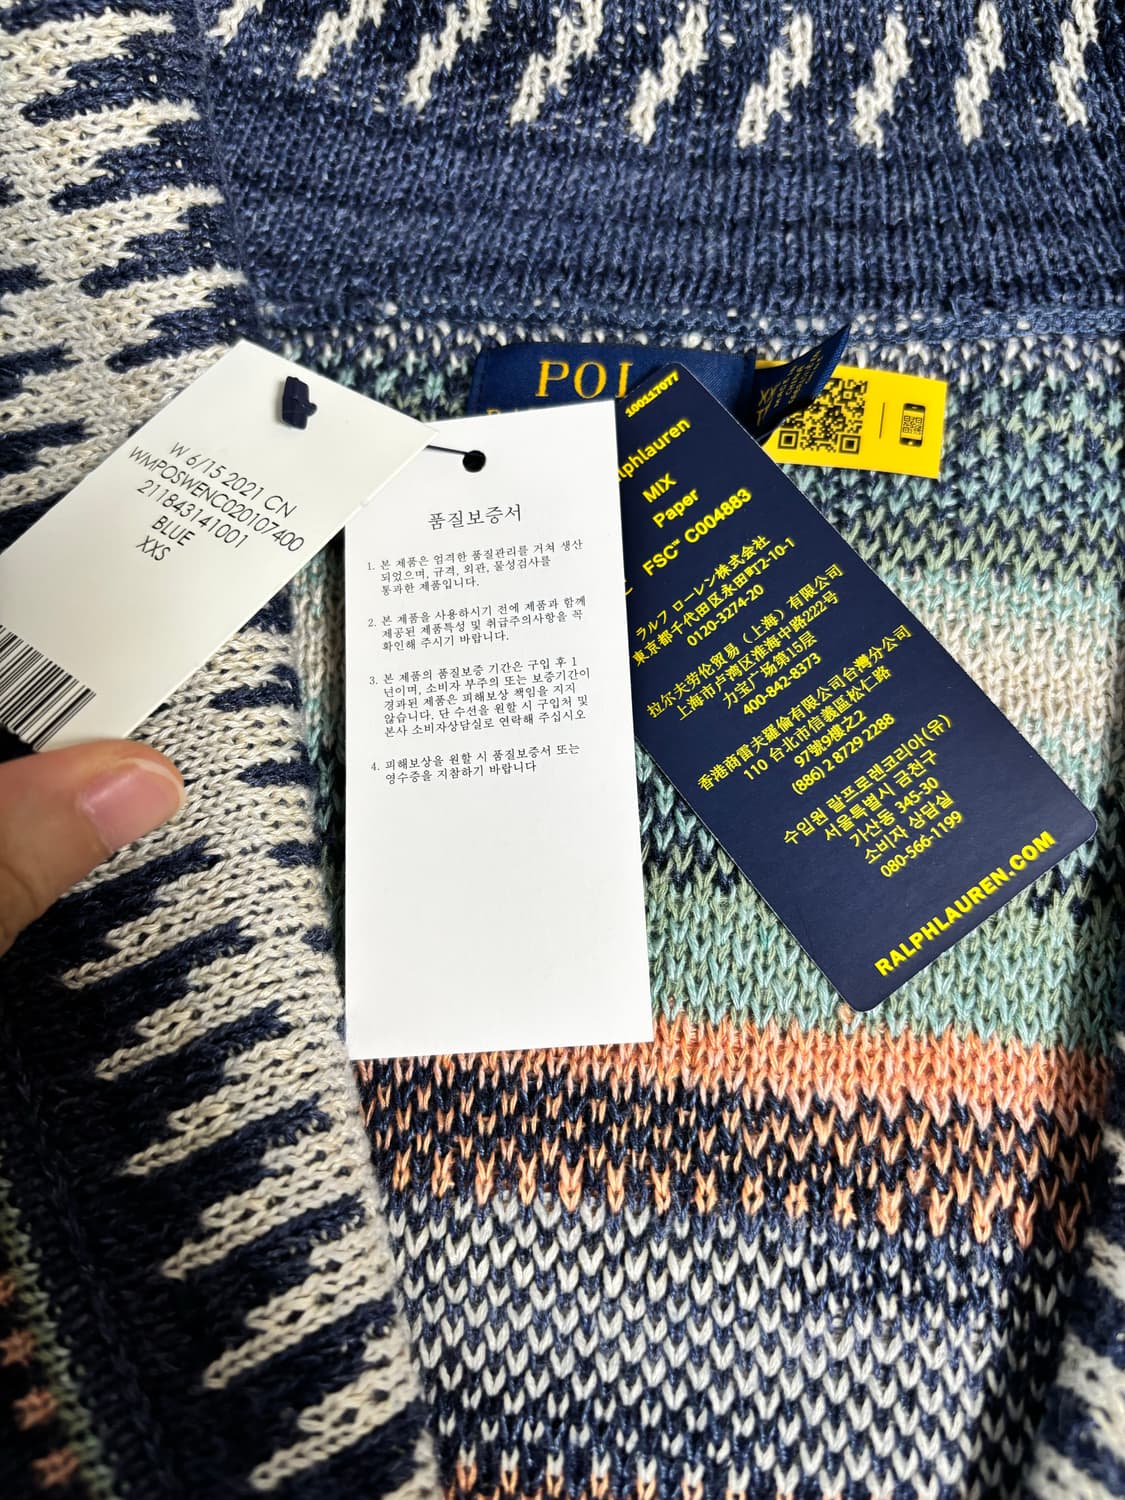 W 6/15 2021 CN
WMPOSWENC020107400
211843141001
BLUE
XXS
POL
품질보증서
1. 본 제품은 엄격한 품질관리를 거쳐 생산
되었으며, 규격, 외관, 물성검사를
통과한 제품입니다.
2. 본 제품을 사용하시기 전에 제품과 함께
제공된 제품특성 및 취급주의사항을 꼭
확인해 주시기 바랍니다.
3. 본 제품의 품질보증 기간은 구입 후 1
년이며, 소비자 부주의 또는 보증기간이
경과된 제품은 피해보상 책임을 지지
않습니다. 단 수선을 원할 시 구입처 및
본사 소비자상담실로 연락해 주십시오
4. 피해보상을 원할 시 품질보증서 또는
영수증을 지참하기 바랍니다
100117077
lphlauren
MIX
Paper
FSC™ C004883
ラルフ ローレン株式会社
東京都千代田区永田町2-10-1
0120-3274-20
拉尔夫劳伦贸易（上海）有限公司
上海市卢湾区淮海中路222号
力宝广场第15层
400-842-8373
香港商雷夫羅倫有限公司台灣分公司
110 台北市信義區松仁路
97號9樓之2
(886) 2 8729 2288
수입원 랄프로렌코리아(유)
서울특별시 금천구
가산동 345-30
소비자 상담실
080-566-1199
RALPHLAUREN.COM